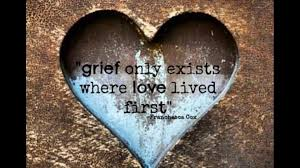 "grief only exists
where love lived
first"
-Franchesca Cox